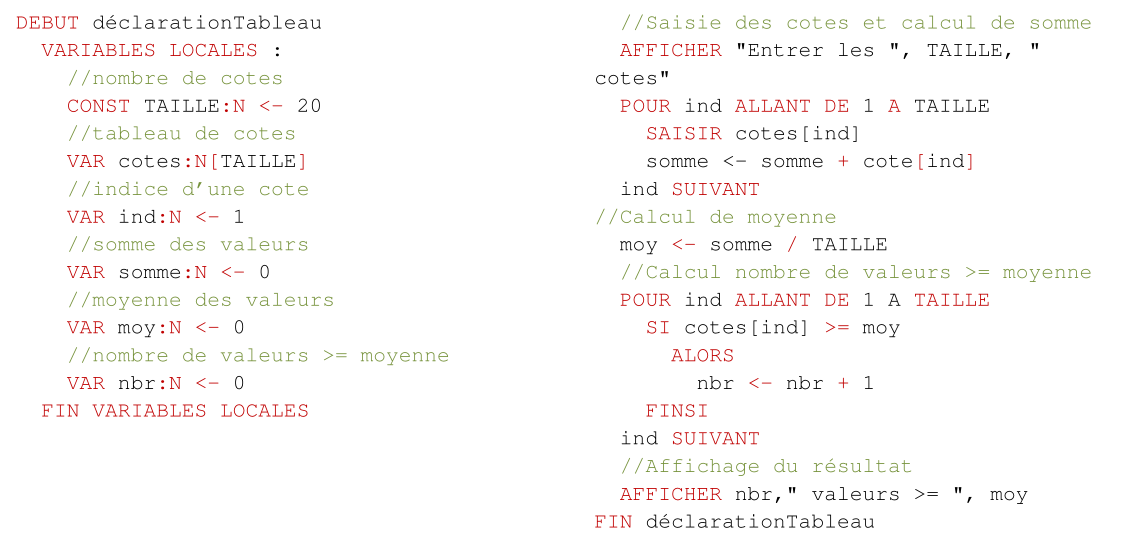 DEBUT déclarationTableau
VARIABLES LOCALES :
//nombre de cotes
CONST TAILLE:N <- 20
//tableau de cotes
VAR cotes:N[TAILLE]
//indice d’une cote
VAR ind:N <- 1
//somme des valeurs
VAR somme:N <- 0
//moyenne des valeurs
VAR moy:N <- 0
//nombre de valeurs >= moyenne
VAR nbr:N <- 0
FIN VARIABLES LOCALES
//Saisie des cotes et calcul de somme
AFFICHER "Entrer les ", TAILLE, "
cotes"
POUR ind ALLANT DE 1 A TAILLE
SAISIR cotes[ind]
somme <- somme + cote[ind]
ind SUIVANT
//Calcul de moyenne
moy <- somme / TAILLE
//Calcul nombre de valeurs >= moyenne
POUR ind ALLANT DE 1 A TAILLE
SI cotes[ind] >= moy
ALORS
nbr <- nbr + 1
FINSI
ind SUIVANT
//Affichage du résultat
AFFICHER nbr," valeurs >= ", moy
FIN déclarationTableau